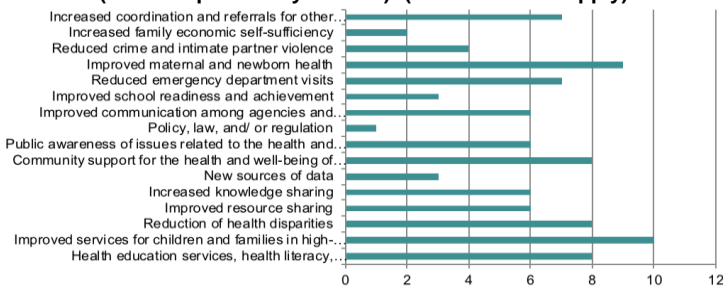 Increased coordination and referrals for other...
Increased family economic self-sufficiency
Reduced crime and intimate partner violence
Improved maternal and newborn health
Reduced emergency department visits
Improved school readiness and achievement
Improved communication among agencies and...
Policy, law, and/ or regulation
Public awareness of issues related to the health and...
Community support for the health and well-being of...
New sources of data
Increased knowledge sharing
Improved resource sharing
Reduction of health disparities
Improved services for children and families in high-...
Health education services, health literacy,...
0 2 4 6 8 10 12